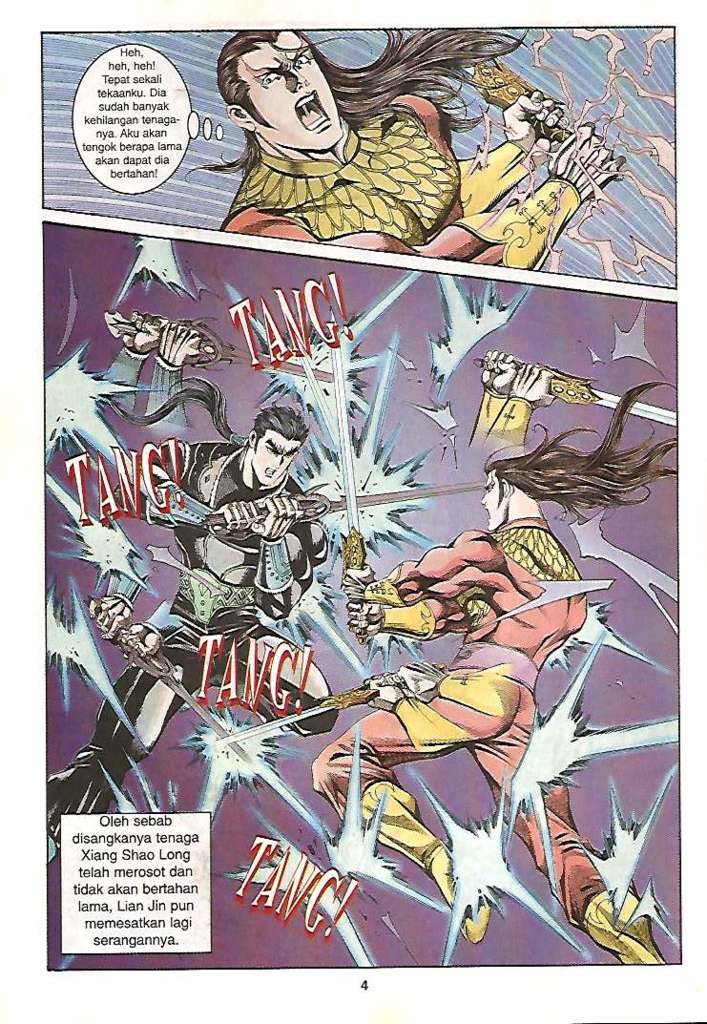 Heh,
heh, heh!
Tepat sekali
tekaanku. Dia
sudah banyak
kehilangan tenaga-
nya. Aku akan
tengok berapa lama
akan dapat dia
bertahan!
TANG!
TANG!
TANG!
TANG!
Oleh sebab
disangkanya tenaga
Xiang Shao Long
telah merosot dan
tidak akan bertahan
lama, Lian Jin pun
memesatkan lagi
serangannya.
4